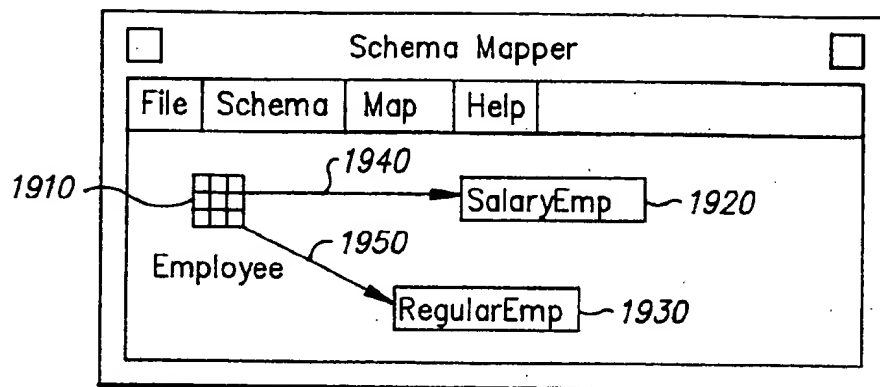 Schema Mapper
File Schema Map Help
1940
1910 SalaryEmp 1920
1950
Employee
RegularEmp 1930